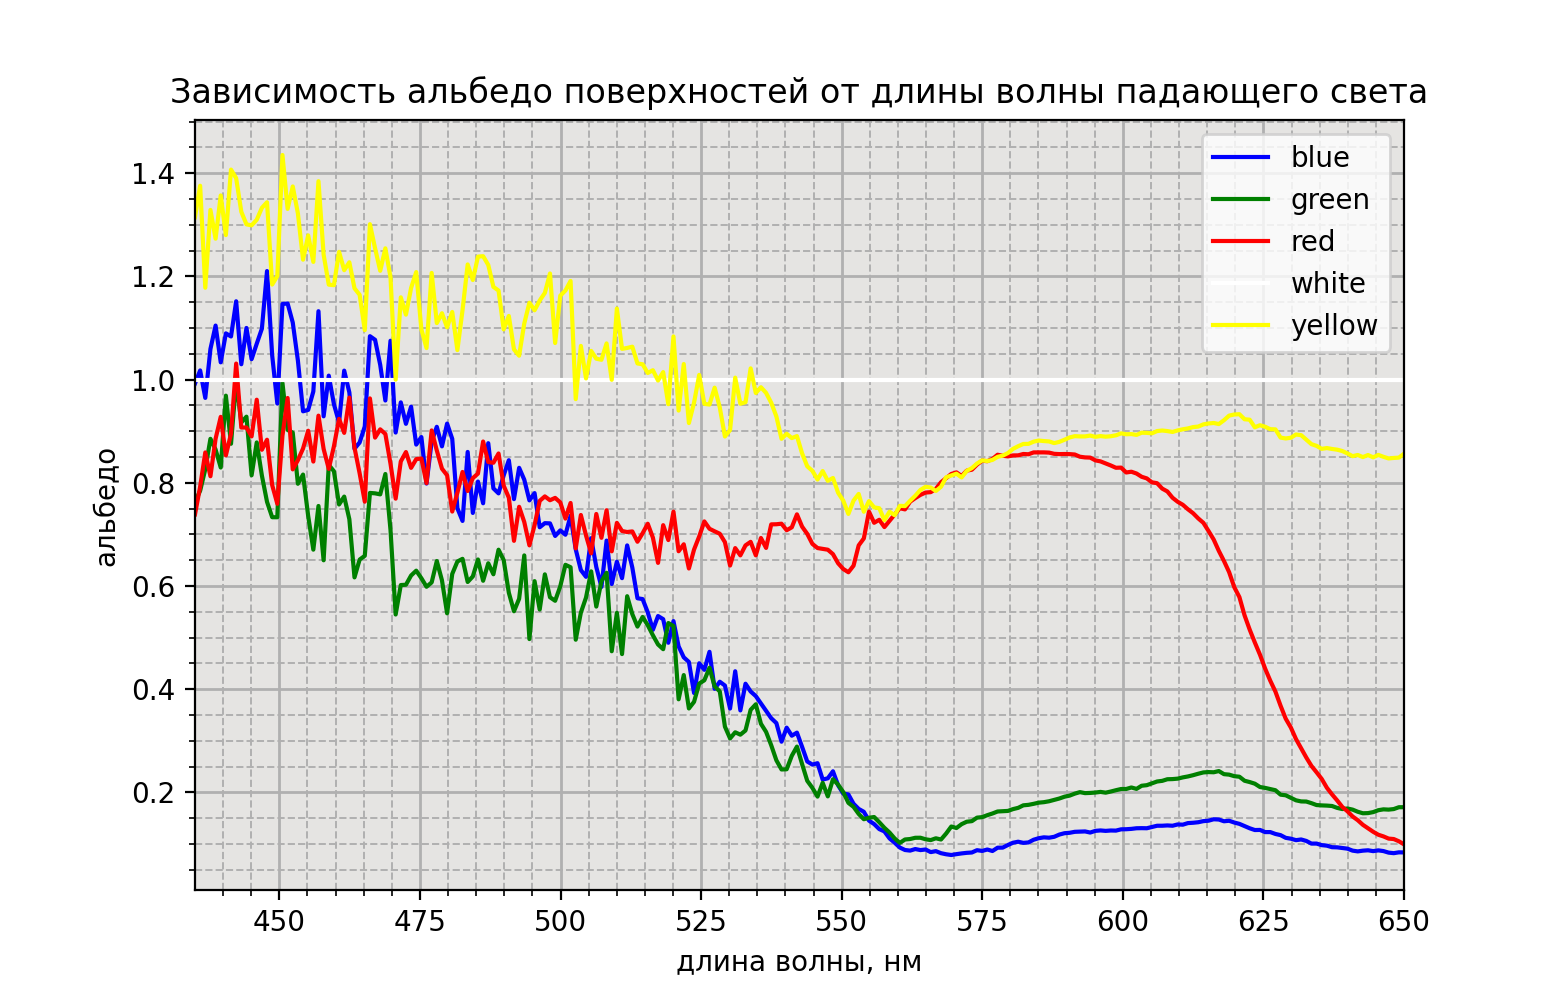 Зависимость альбедо поверхностей от длины волны падающего света
blue
green
red
white
yellow
1.4
1.2
1.0
0.8
0.6
0.4
0.2
альбедо
450 475 500 525 550 575 600 625 650
длина волны, нм